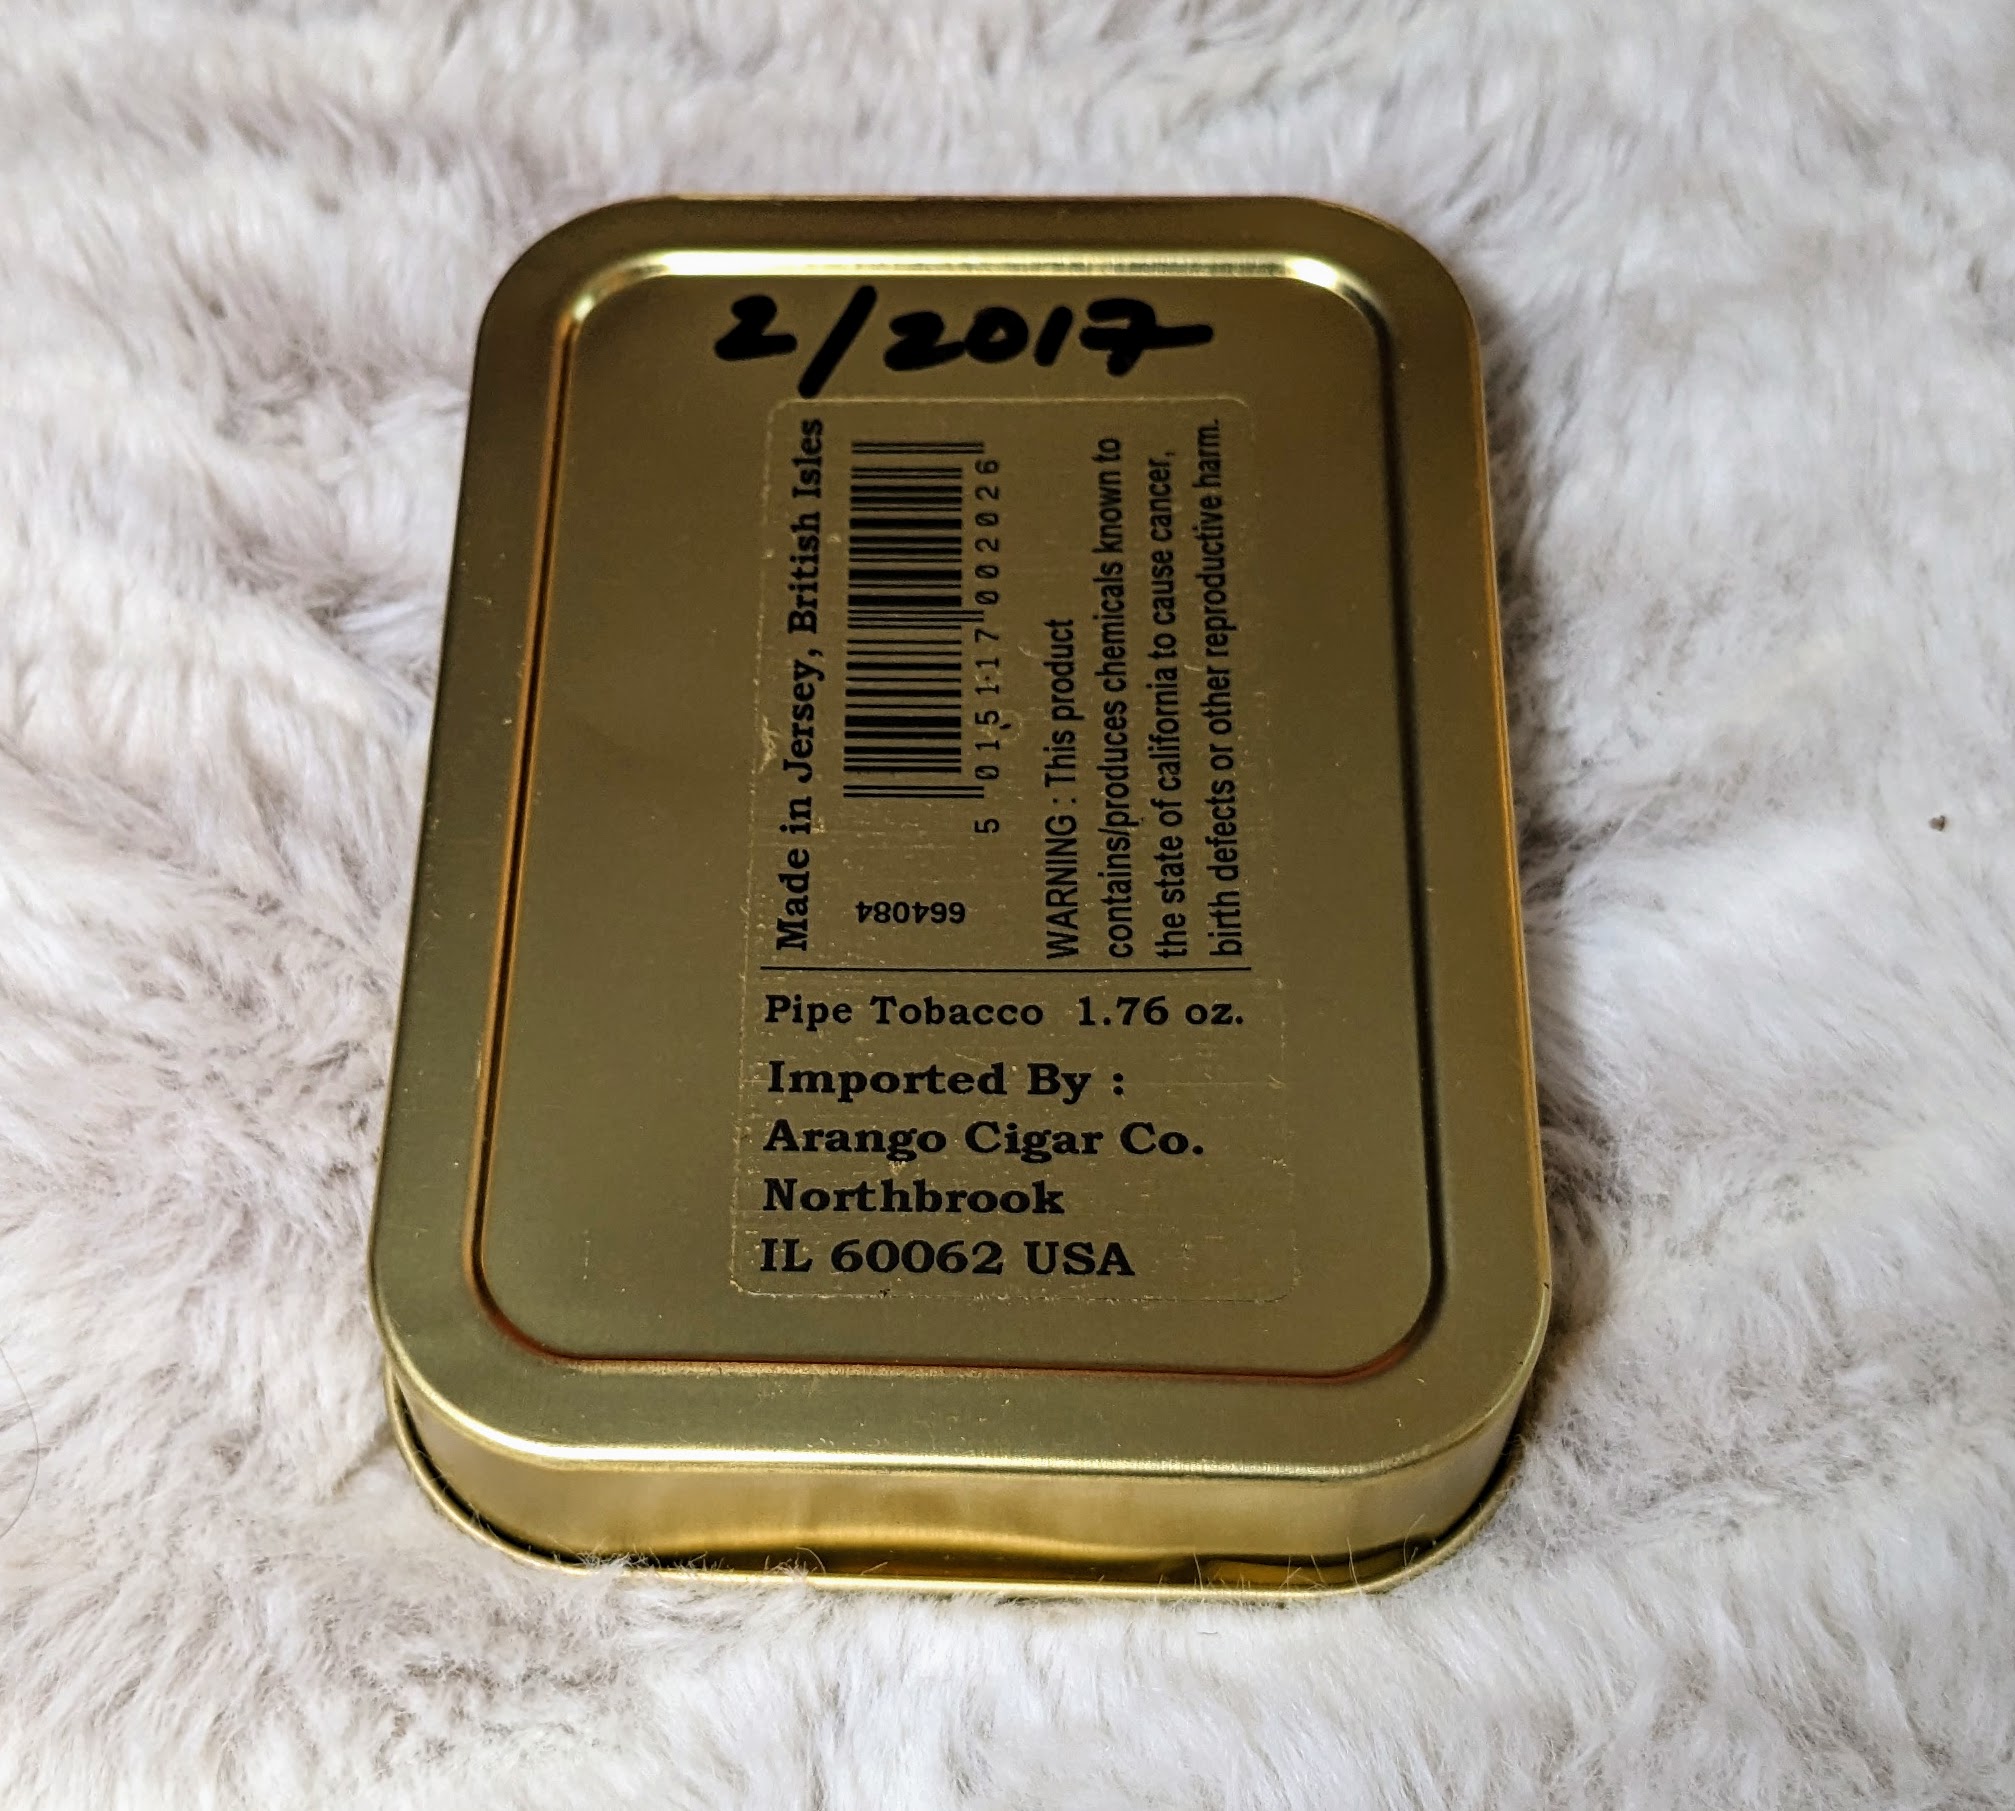 2/2017
Made in Jersey, British Isles
5 015117 002026
664084
WARNING : This product
contains/produces chemicals known to
the state of california to cause cancer,
birth defects or other reproductive harm.
Pipe Tobacco 1.76 oz.
Imported By :
Arango Cigar Co.
Northbrook
IL 60062 USA